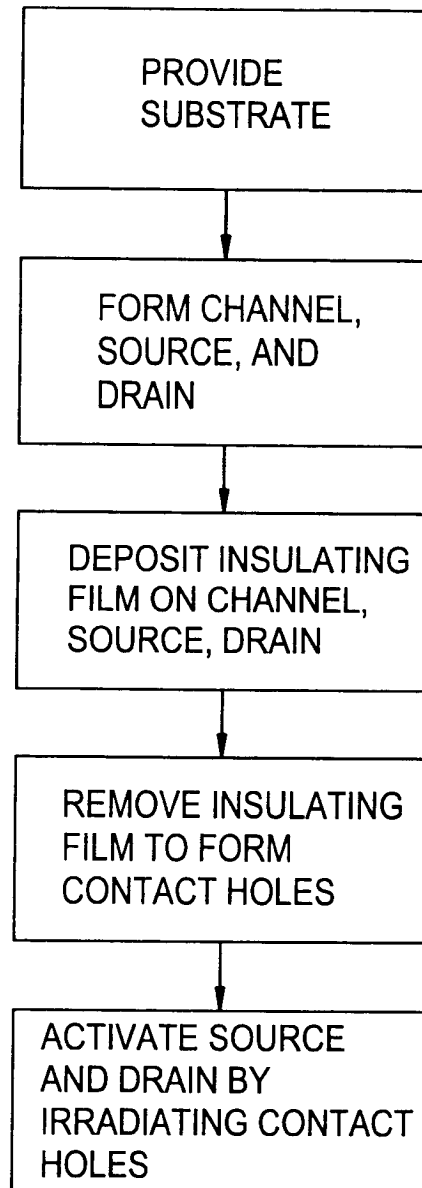 PROVIDE
SUBSTRATE
FORM CHANNEL,
SOURCE, AND
DRAIN
DEPOSIT INSULATING
FILM ON CHANNEL,
SOURCE, DRAIN
REMOVE INSULATING
FILM TO FORM
CONTACT HOLES
ACTIVATE SOURCE
AND DRAIN BY
IRRADIATING CONTACT
HOLES